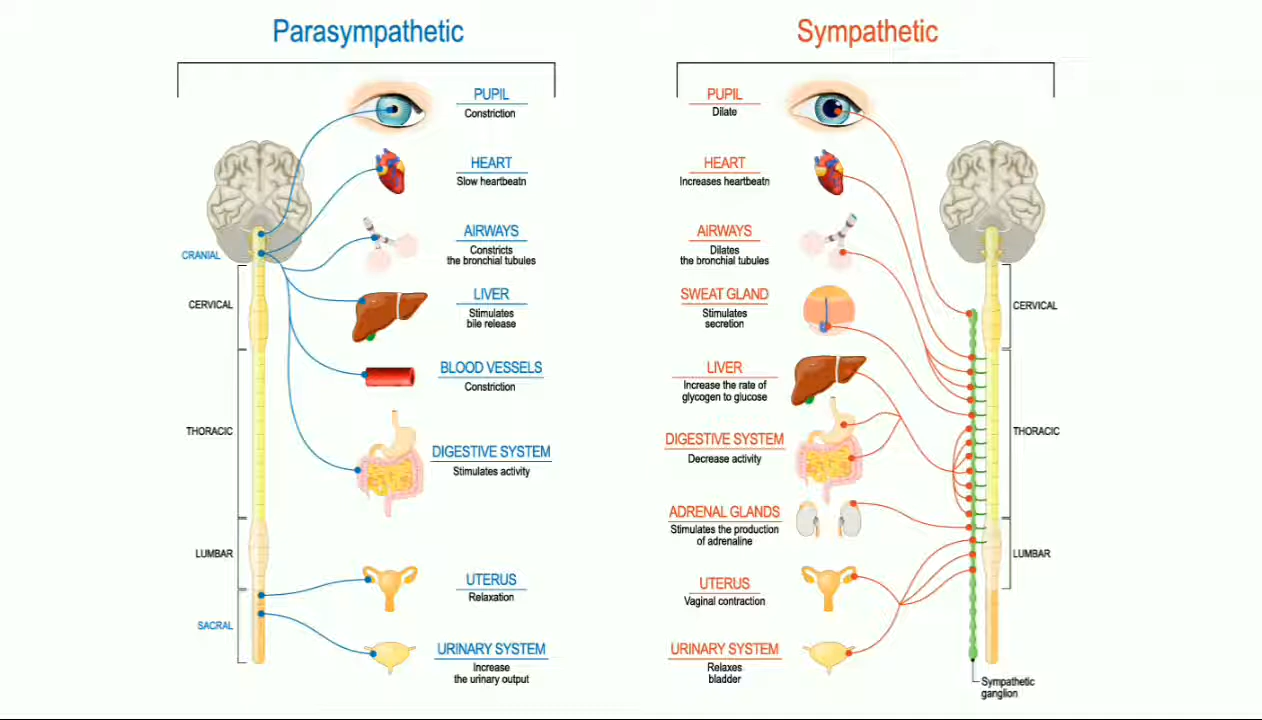 Parasympathetic
PUPIL
Constriction
HEART
Slow heartbeatn
AIRWAYS
Constricts
the bronchial tubules
LIVER
Stimulates
bile release
BLOOD VESSELS
Constriction
DIGESTIVE SYSTEM
Stimulates activity
UTERUS
Relaxation
URINARY SYSTEM
Increase
the urinary output
CRANIAL
CERVICAL
THORACIC
LUMBAR
SACRAL
Sympathetic
PUPIL
Dilate
HEART
Increases heartbeatn
AIRWAYS
Dilates
the bronchial tubules
SWEAT GLAND
Stimulates
secretion
LIVER
Increase the rate of
glycogen to glucose
DIGESTIVE SYSTEM
Decrease activity
ADRENAL GLANDS
Stimulates the production
of adrenaline
UTERUS
Vaginal contraction
URINARY SYSTEM
Relaxes
bladder
CERVICAL
THORACIC
LUMBAR
Sympathetic
ganglion